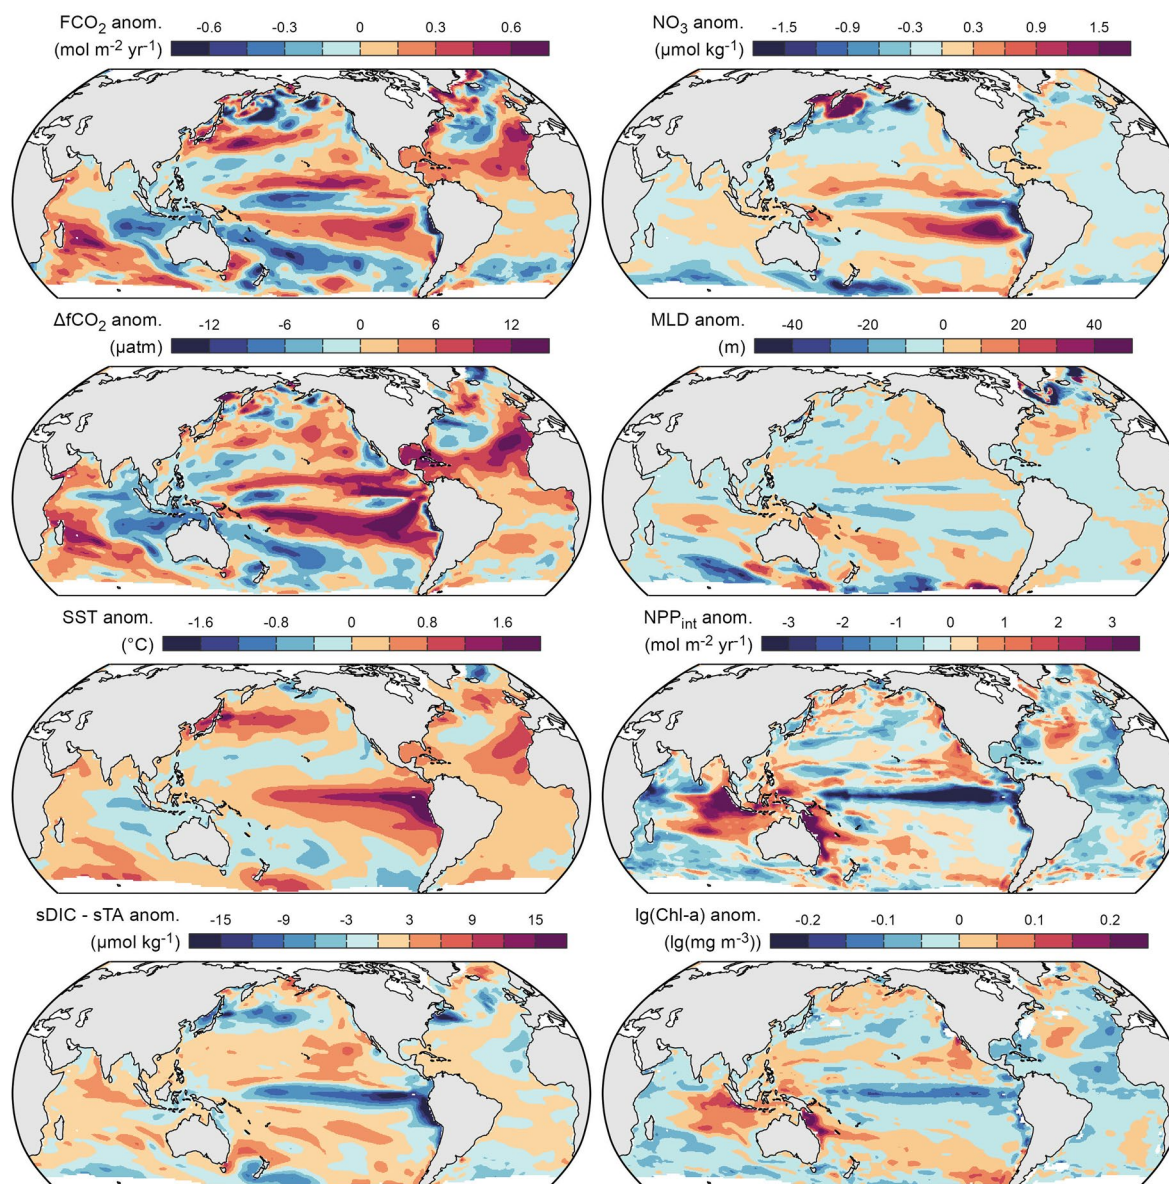 FCO₂ anom. -0.6 -0.3 0 0.3 0.6
(mol m⁻² yr⁻¹)
NO₃ anom. -1.5 -0.9 -0.3 0.3 0.9 1.5
(µmol kg⁻¹)
ΔfCO₂ anom. -12 -6 0 6 12
(µatm)
MLD anom. -40 -20 0 20 40
(m)
SST anom. -1.6 -0.8 0 0.8 1.6
(°C)
NPPint anom. -3 -2 -1 0 1 2 3
(mol m⁻² yr⁻¹)
sDIC - sTA anom. -15 -9 -3 3 9 15
(µmol kg⁻¹)
lg(Chl-a) anom. -0.2 -0.1 0 0.1 0.2
(lg(mg m⁻³))